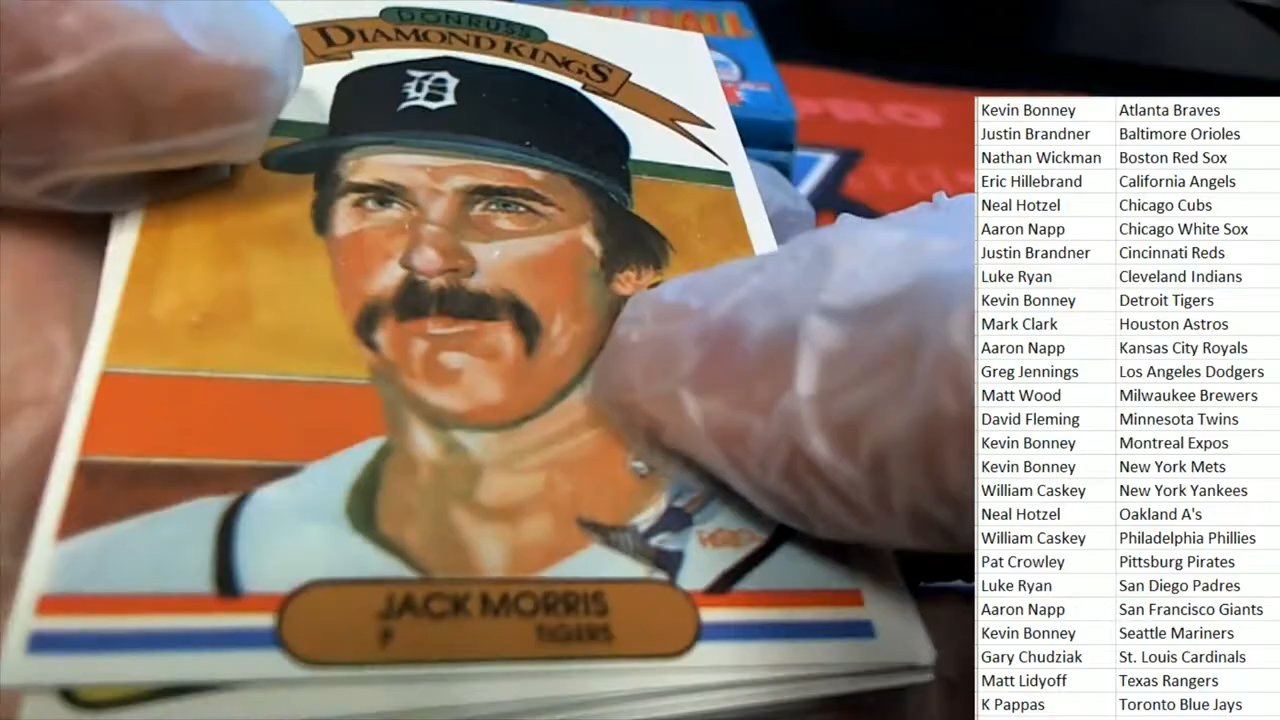 DONRUSS
DIAMOND KINGS
JACK MORRIS
P TIGERS
PRO
Kevin Bonney Atlanta Braves
Justin Brandner Baltimore Orioles
Nathan Wickman Boston Red Sox
Eric Hillebrand California Angels
Neal Hotzel Chicago Cubs
Aaron Napp Chicago White Sox
Justin Brandner Cincinnati Reds
Luke Ryan Cleveland Indians
Kevin Bonney Detroit Tigers
Mark Clark Houston Astros
Aaron Napp Kansas City Royals
Greg Jennings Los Angeles Dodgers
Matt Wood Milwaukee Brewers
David Fleming Minnesota Twins
Kevin Bonney Montreal Expos
Kevin Bonney New York Mets
William Caskey New York Yankees
Neal Hotzel Oakland A's
William Caskey Philadelphia Phillies
Pat Crowley Pittsburg Pirates
Luke Ryan San Diego Padres
Aaron Napp San Francisco Giants
Kevin Bonney Seattle Mariners
Gary Chudziak St. Louis Cardinals
Matt Lidyoff Texas Rangers
K Pappas Toronto Blue Jays